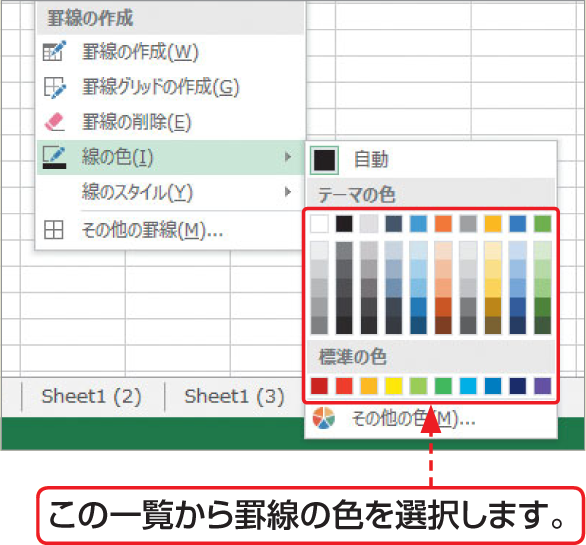 罫線の作成
罫線の作成(W)
罫線グリッドの作成(G)
罫線の削除(E)
線の色(I)
線のスタイル(Y)
その他の罫線(M)...
自動
テーマの色
標準の色
その他の色(M)...
Sheet1 (2)
Sheet1 (3)
この一覧から罫線の色を選択します。